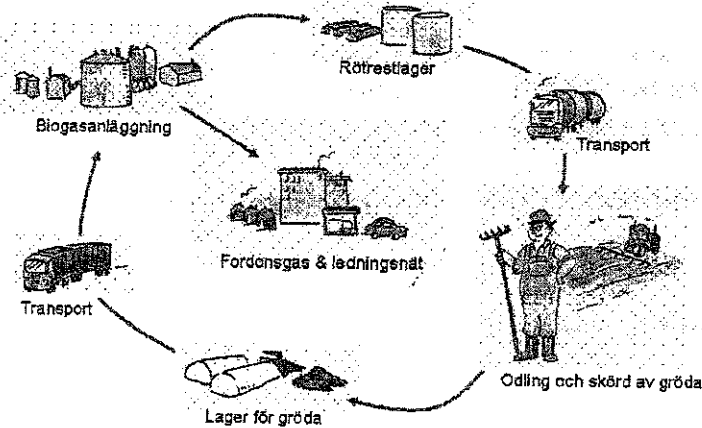 Rötrestlager
Biogasanläggning
Transport
Fordonsgas & ledningsnät
Transport
Odling och skörd av gröda
Lager för gröda